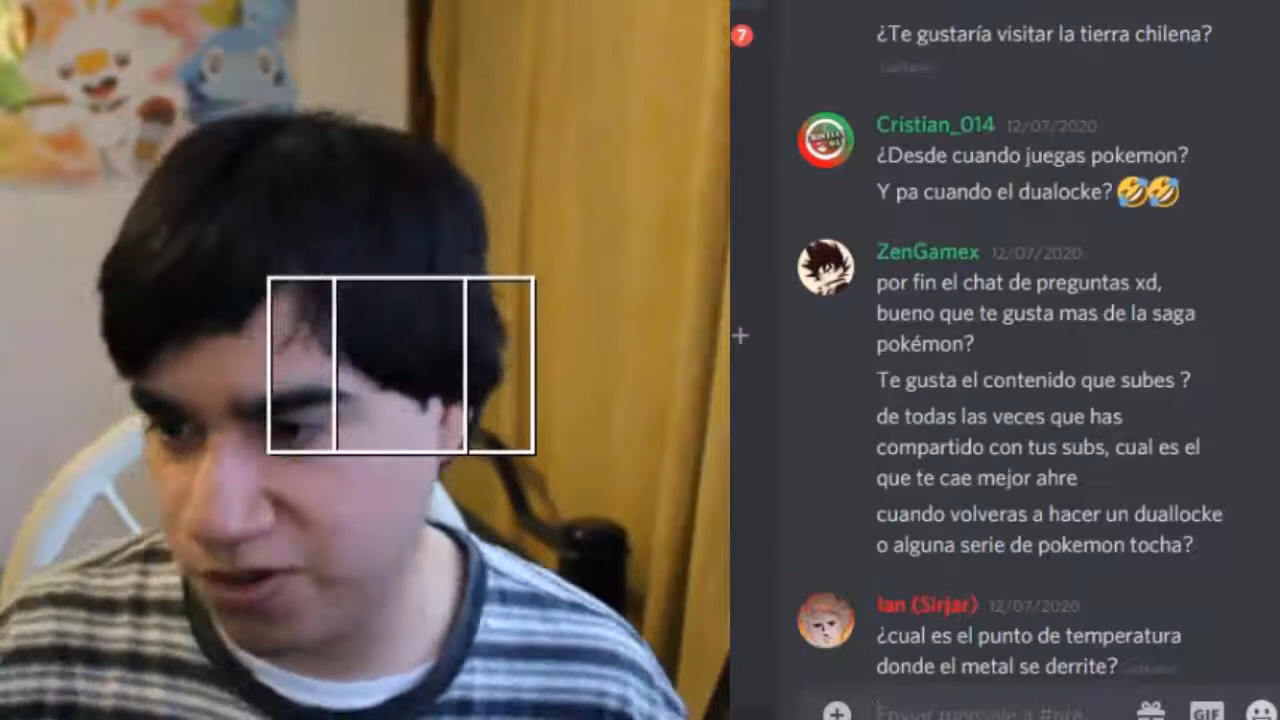 ¿Te gustaría visitar la tierra chilena?
7
Cristian_014 12/07/2020
¿Desde cuando juegas pokemon?
Y pa cuando el dualocke? 🤣🤣
ZenGamex 12/07/2020
por fin el chat de preguntas xd,
bueno que te gusta mas de la saga
pokémon?
Te gusta el contenido que subes ?
de todas las veces que has
compartido con tus subs, cual es el
que te cae mejor ahre
cuando volveras a hacer un duallocke
o alguna serie de pokemon tocha?
Ian (Sirjar) 12/07/2020
¿cual es el punto de temperatura
donde el metal se derrite?
GIF